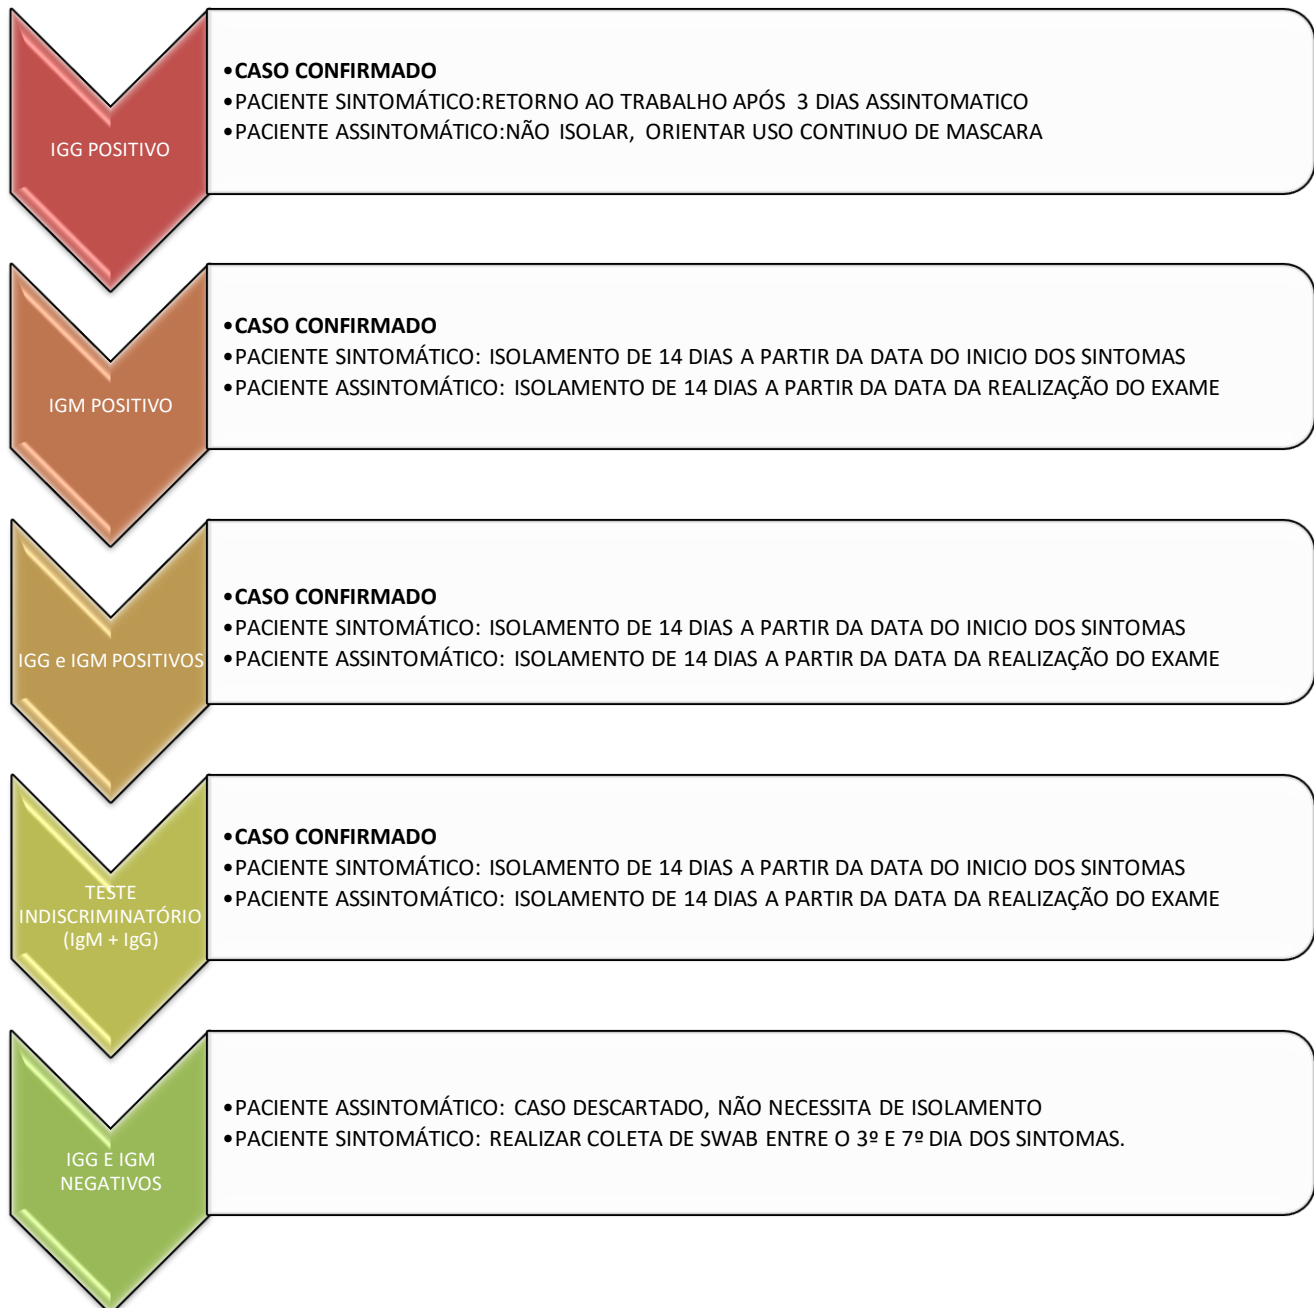 IGG POSITIVO
•CASO CONFIRMADO
•PACIENTE SINTOMÁTICO:RETORNO AO TRABALHO APÓS 3 DIAS ASSINTOMATICO
•PACIENTE ASSINTOMÁTICO:NÃO ISOLAR, ORIENTAR USO CONTINUO DE MASCARA
IGM POSITIVO
•CASO CONFIRMADO
•PACIENTE SINTOMÁTICO: ISOLAMENTO DE 14 DIAS A PARTIR DA DATA DO INICIO DOS SINTOMAS
•PACIENTE ASSINTOMÁTICO: ISOLAMENTO DE 14 DIAS A PARTIR DA DATA DA REALIZAÇÃO DO EXAME
IGG e IGM POSITIVOS
•CASO CONFIRMADO
•PACIENTE SINTOMÁTICO: ISOLAMENTO DE 14 DIAS A PARTIR DA DATA DO INICIO DOS SINTOMAS
•PACIENTE ASSINTOMÁTICO: ISOLAMENTO DE 14 DIAS A PARTIR DA DATA DA REALIZAÇÃO DO EXAME
TESTE
INDISCRIMINATÓRIO
(IgM + IgG)
•CASO CONFIRMADO
•PACIENTE SINTOMÁTICO: ISOLAMENTO DE 14 DIAS A PARTIR DA DATA DO INICIO DOS SINTOMAS
•PACIENTE ASSINTOMÁTICO: ISOLAMENTO DE 14 DIAS A PARTIR DA DATA DA REALIZAÇÃO DO EXAME
IGG E IGM
NEGATIVOS
•PACIENTE ASSINTOMÁTICO: CASO DESCARTADO, NÃO NECESSITA DE ISOLAMENTO
•PACIENTE SINTOMÁTICO: REALIZAR COLETA DE SWAB ENTRE O 3º E 7º DIA DOS SINTOMAS.